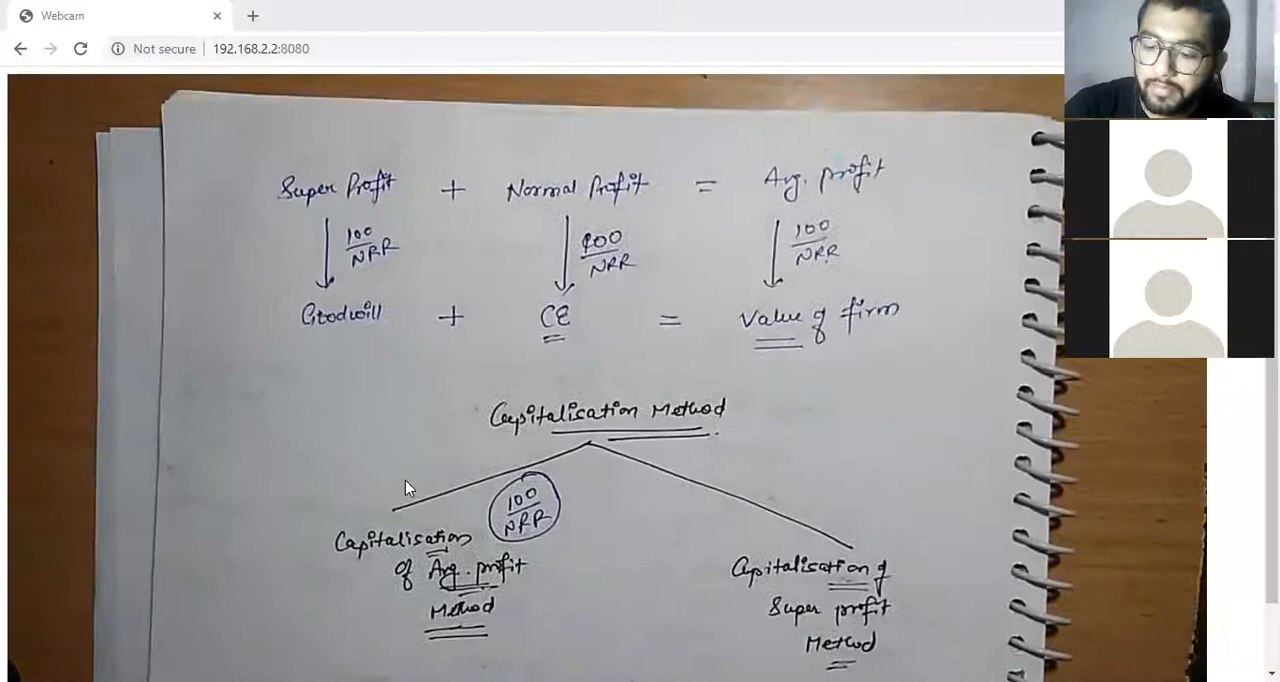 Webcam
Not secure 192.168.2.2:8080
Super Profit + Normal Profit = Avg. profit
100/NRR 100/NRR 100/NRR
Goodwill + CE = Value of firm
Capitalisation Method
100/NRR
Capitalisation
of Avg. profit
Method
Capitalisation of
Super profit
Method